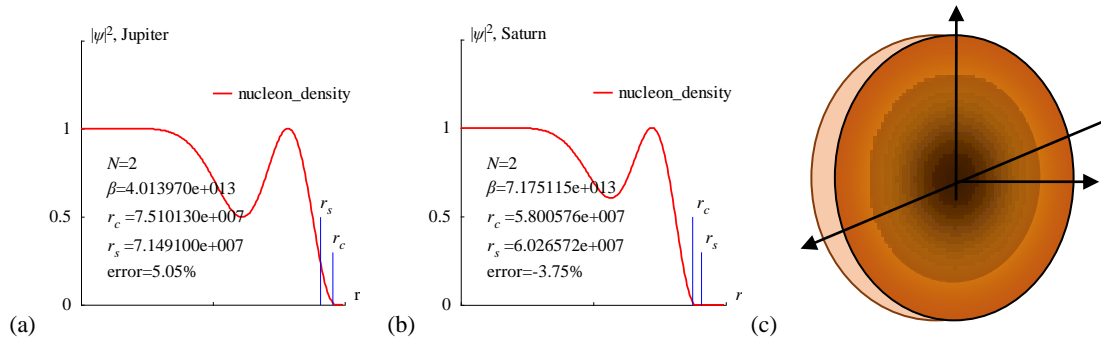 |ψ|², Jupiter
nucleon_density
1
N=2
β=4.013970e+013
r_c =7.510130e+007
0.5
r_s
r_s =7.149100e+007
r_c
error=5.05%
0
r
(a)
|ψ|², Saturn
nucleon_density
1
N=2
β=7.175115e+013
r_c =5.800576e+007
0.5
r_c
r_s =6.026572e+007
r_s
error=-3.75%
0
r
(b)
(c)